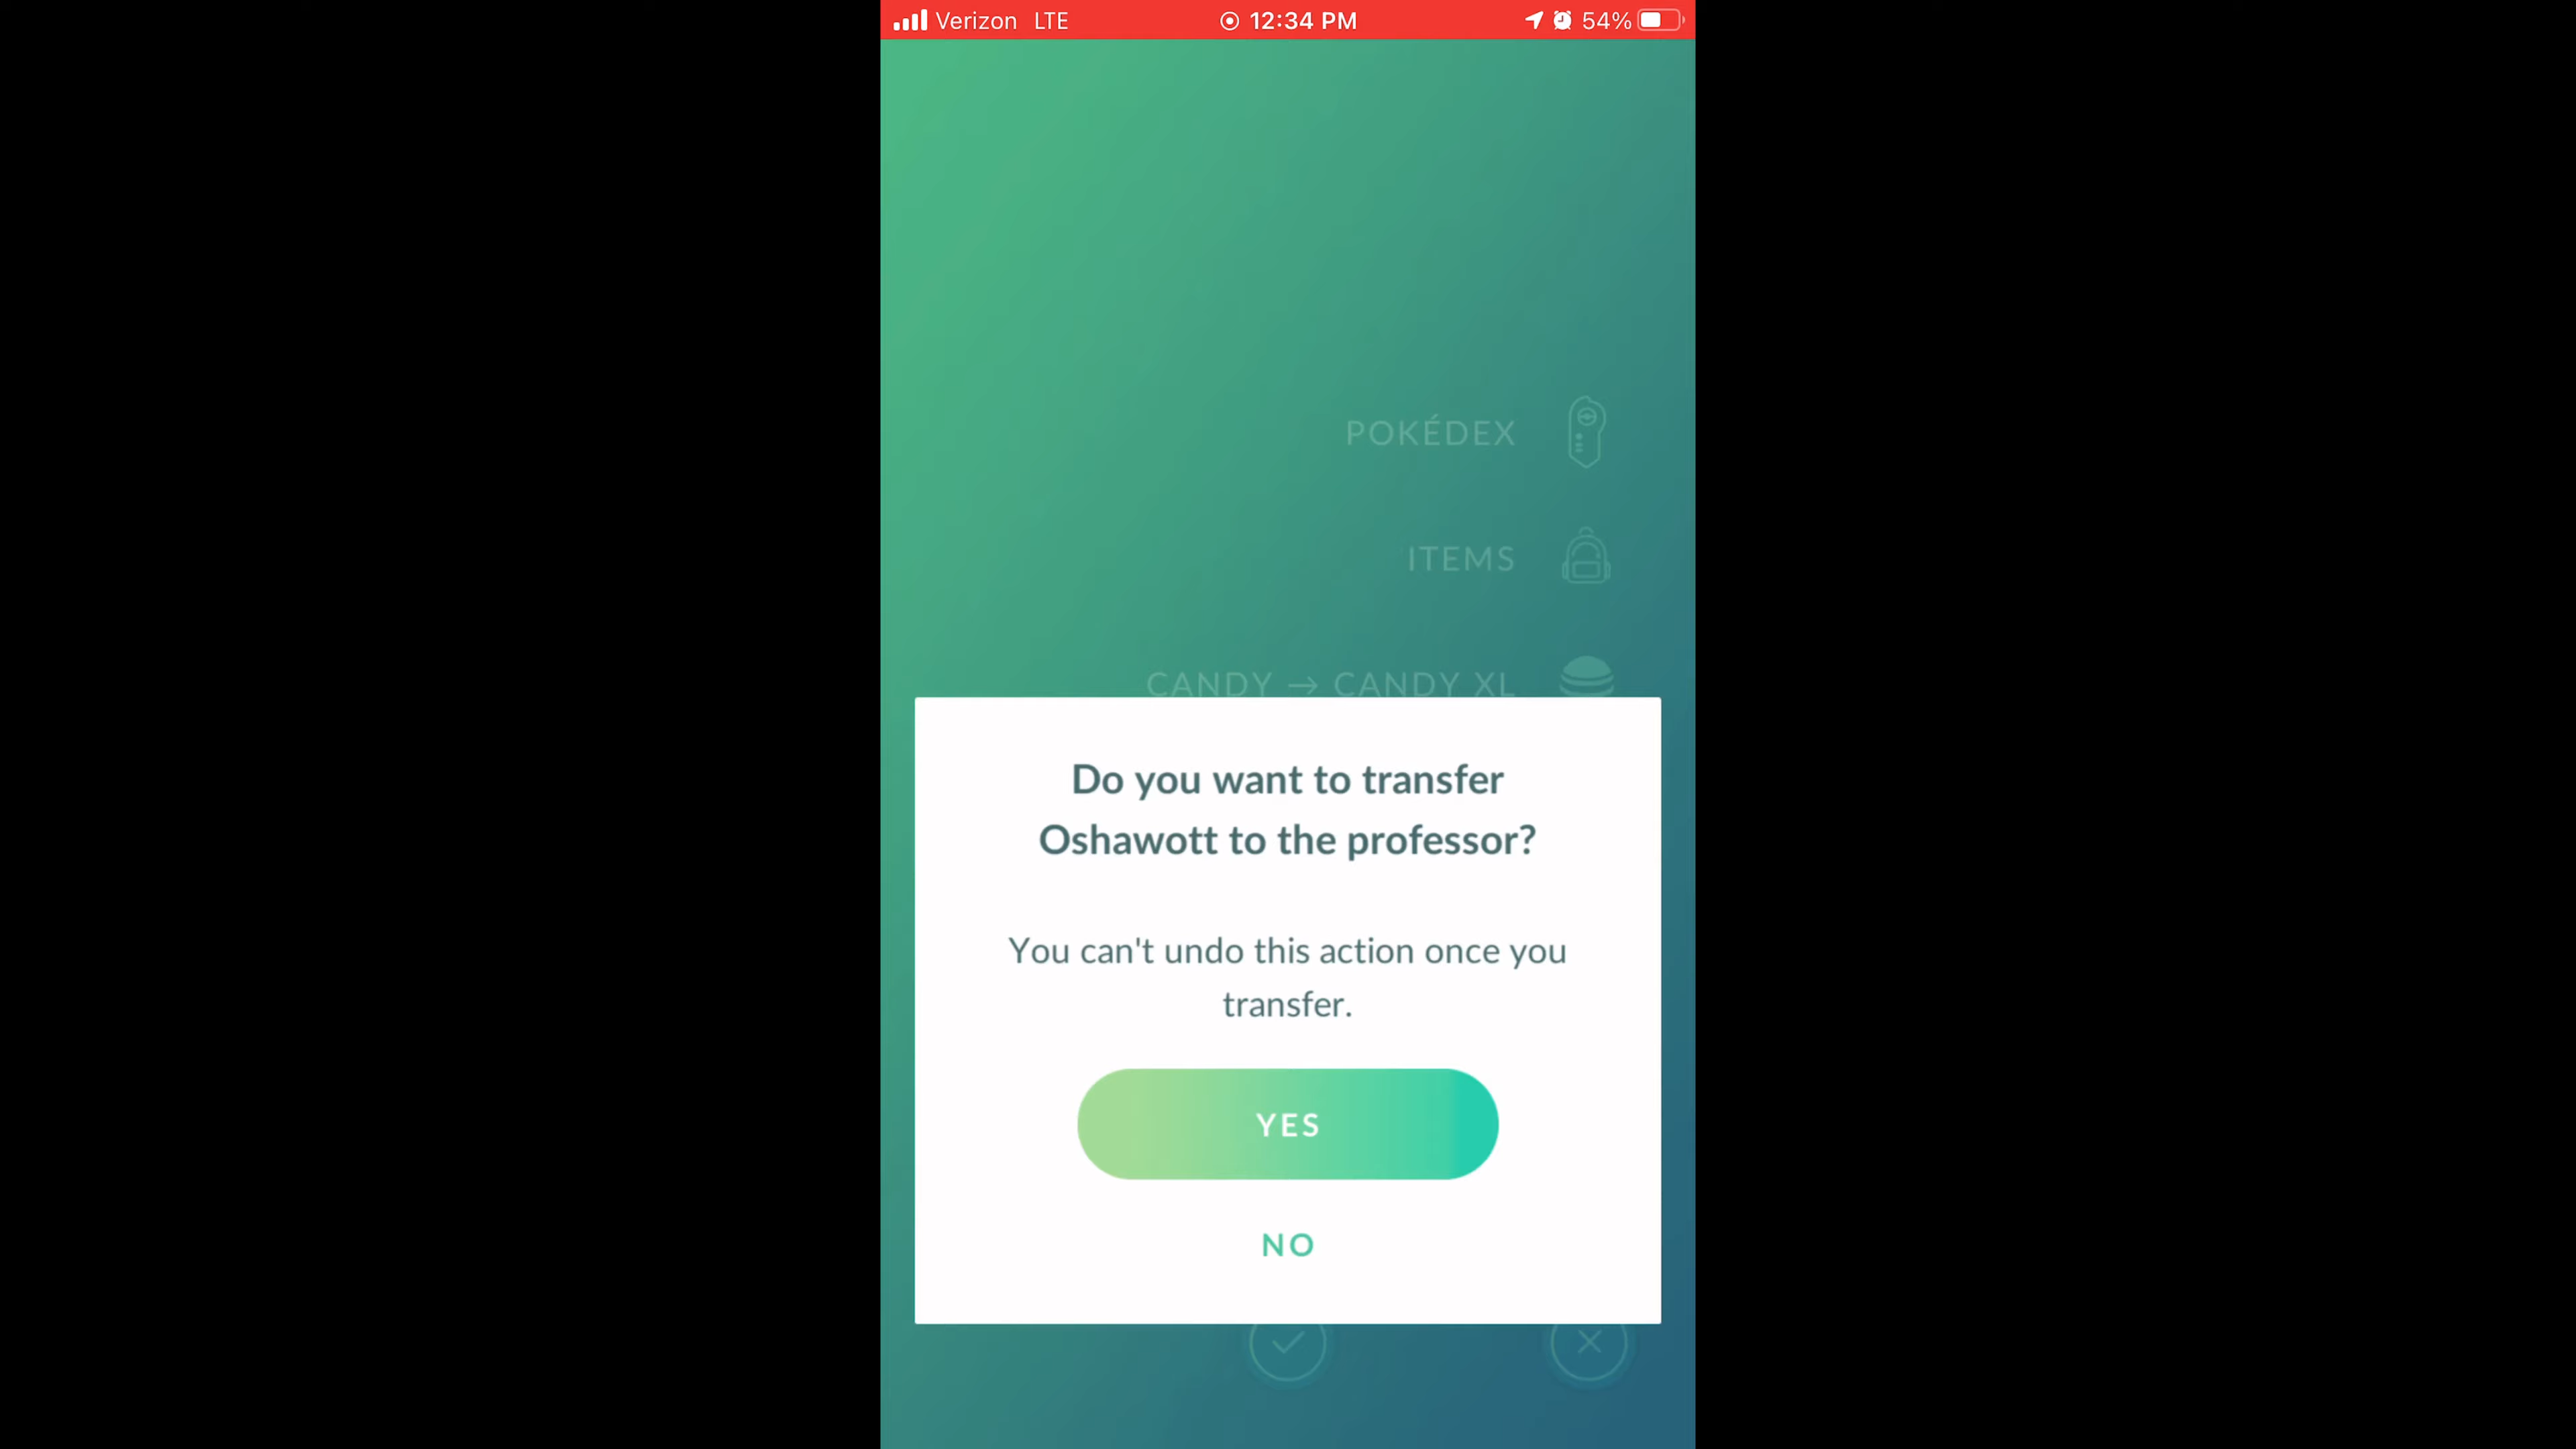 Verizon LTE 12:34 PM 54%
POKÉDEX
ITEMS
CANDY → CANDY XL
Do you want to transfer
Oshawott to the professor?
You can't undo this action once you
transfer.
YES
NO